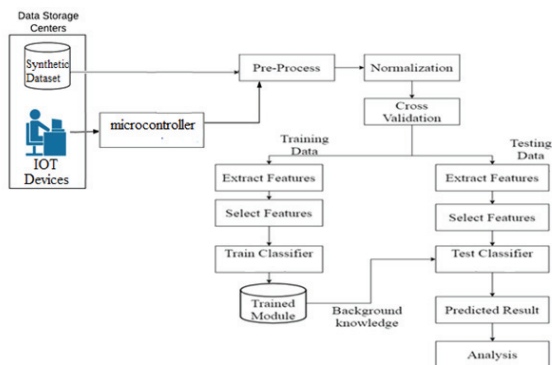 Data Storage
Centers
Synthetic
Dataset
IOT
Devices
microcontroller
Pre-Process
Normalization
Cross
Validation
Training
Data
Testing
Data
Extract Features
Select Features
Train Classifier
Trained
Module
Background
knowledge
Extract Features
Select Features
Test Classifier
Predicted Result
Analysis